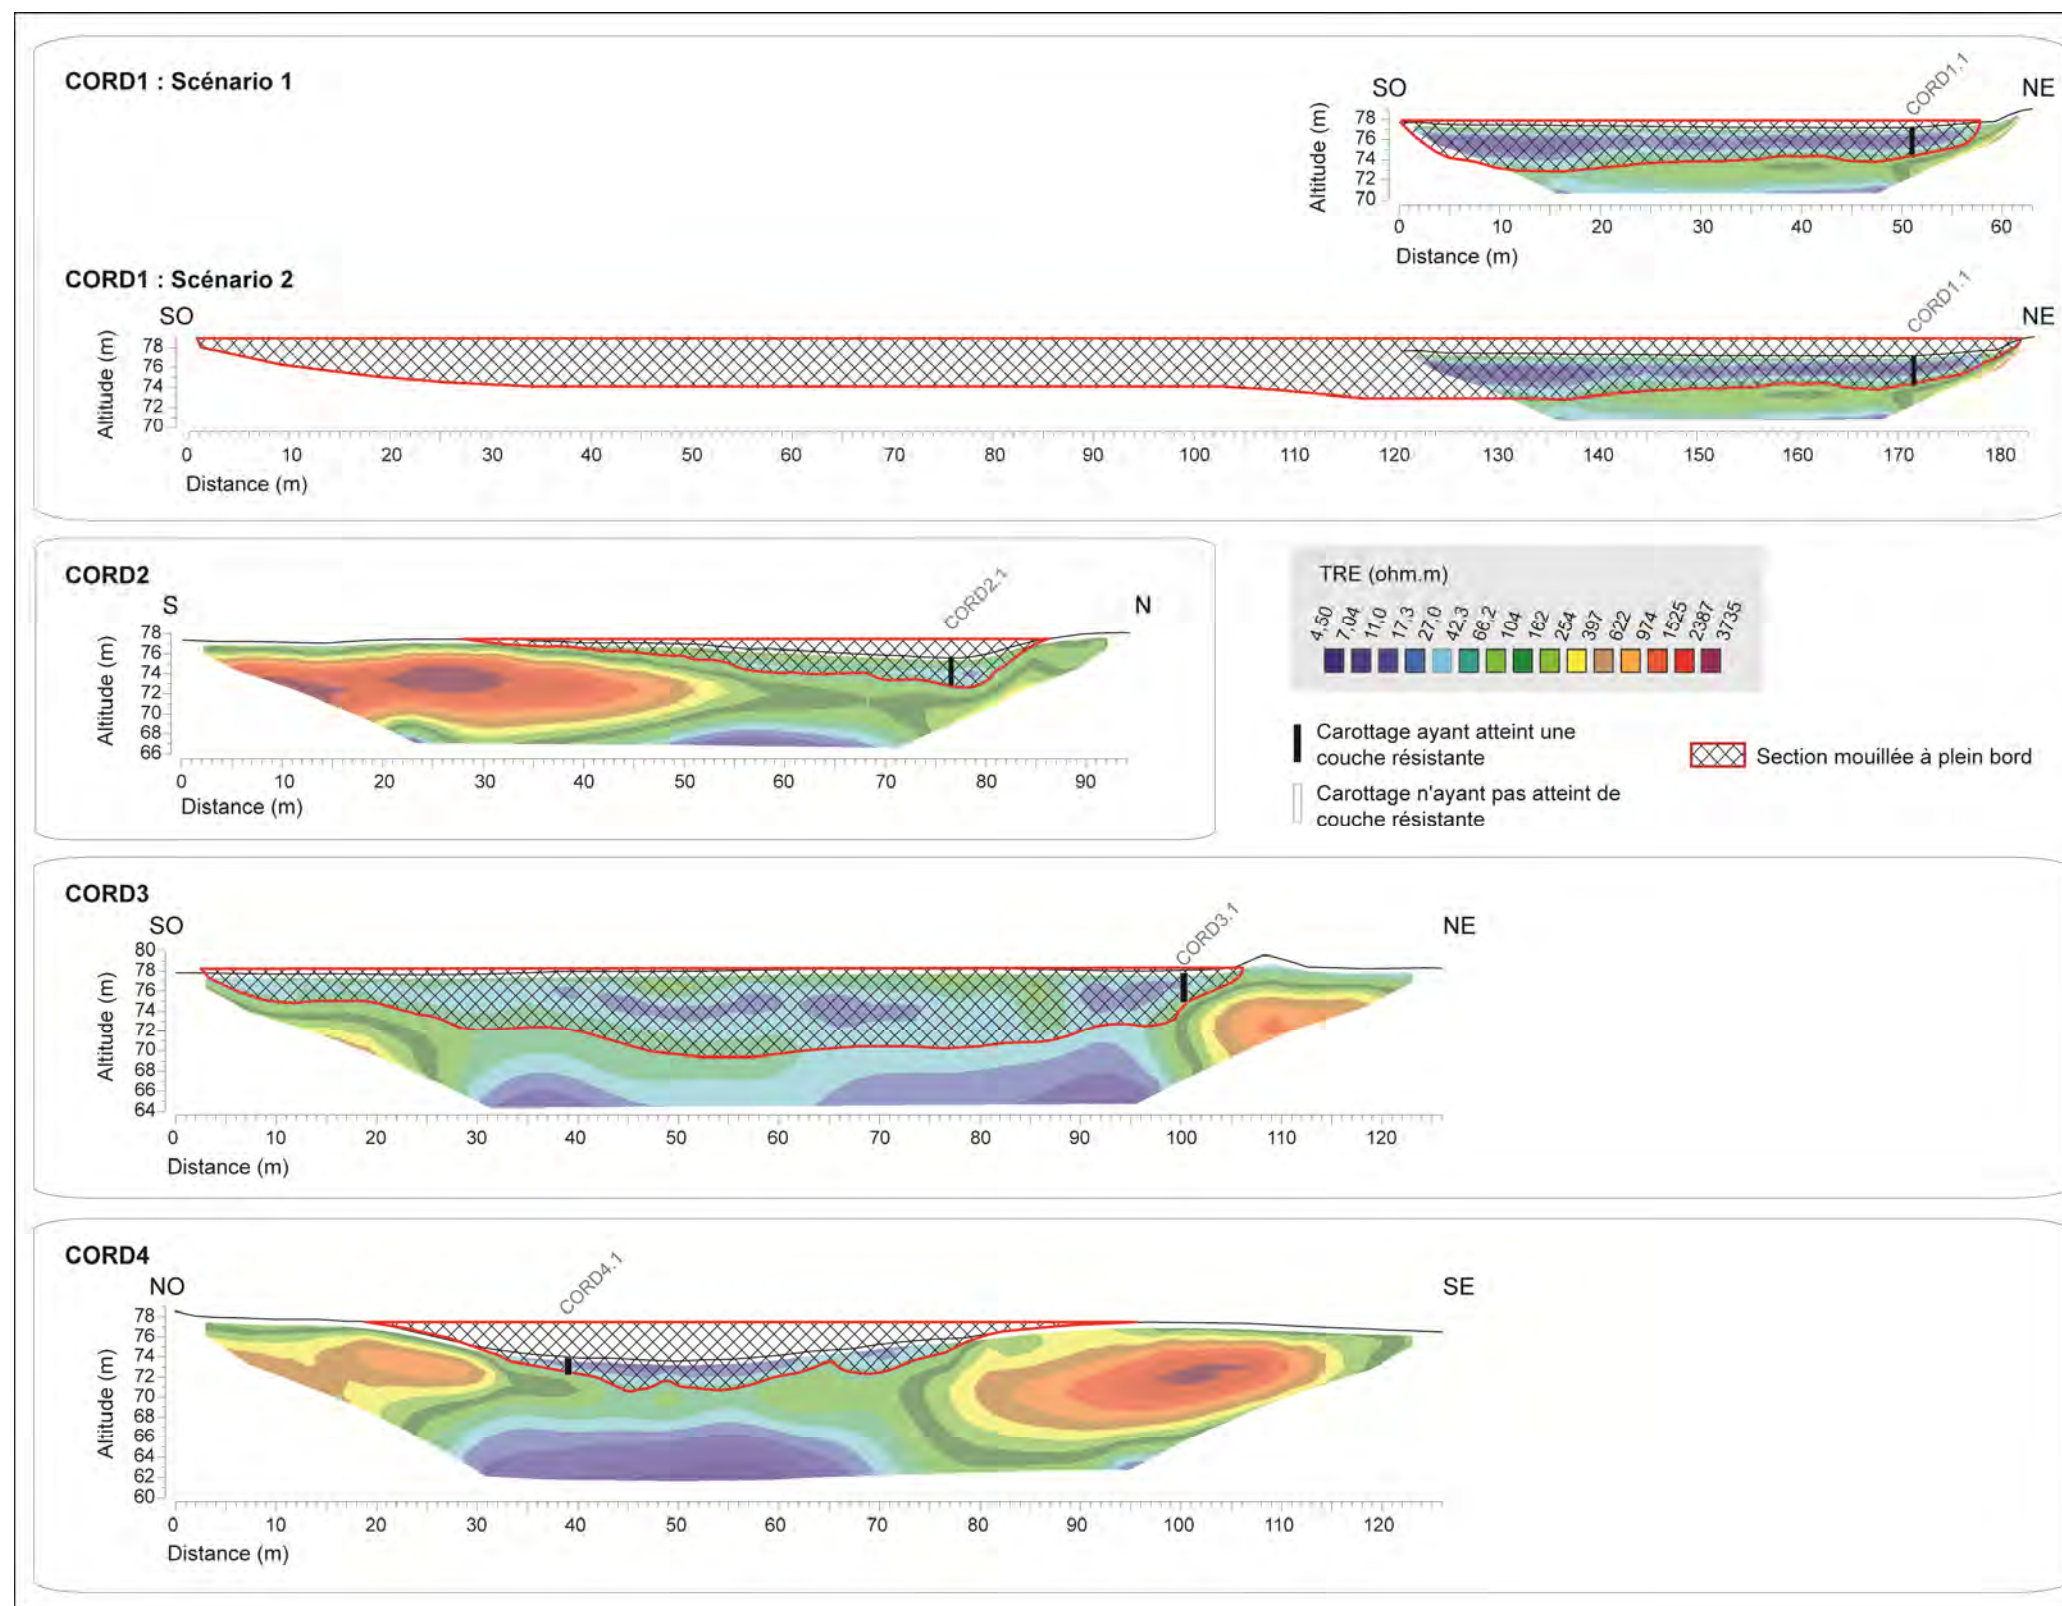 CORD1 : Scénario 1
CORD1.1
SO
NE
Altitude (m)
78
76
74
72
70
0 10 20 30 40 50 60
Distance (m)
CORD1 : Scénario 2
CORD1.1
SO
NE
Altitude (m)
78
76
74
72
70
0 10 20 30 40 50 60 70 80 90 100 110 120 130 140 150 160 170 180
Distance (m)
CORD2
CORD2.1
S
N
Altitude (m)
78
76
74
72
70
68
66
0 10 20 30 40 50 60 70 80 90
Distance (m)
TRE (ohm.m)
4,50 7,04 11,0 17,3 27,0 42,3 66,2 104 162 254 397 622 974 1525 2387 3735
Carottage ayant atteint une
couche résistante
Section mouillée à plein bord
Carottage n'ayant pas atteint de
couche résistante
CORD3
CORD3.1
SO
NE
Altitude (m)
80
78
76
74
72
70
68
66
64
0 10 20 30 40 50 60 70 80 90 100 110 120
Distance (m)
CORD4
CORD4.1
NO
SE
Altitude (m)
78
76
74
72
70
68
66
64
62
60
0 10 20 30 40 50 60 70 80 90 100 110 120
Distance (m)